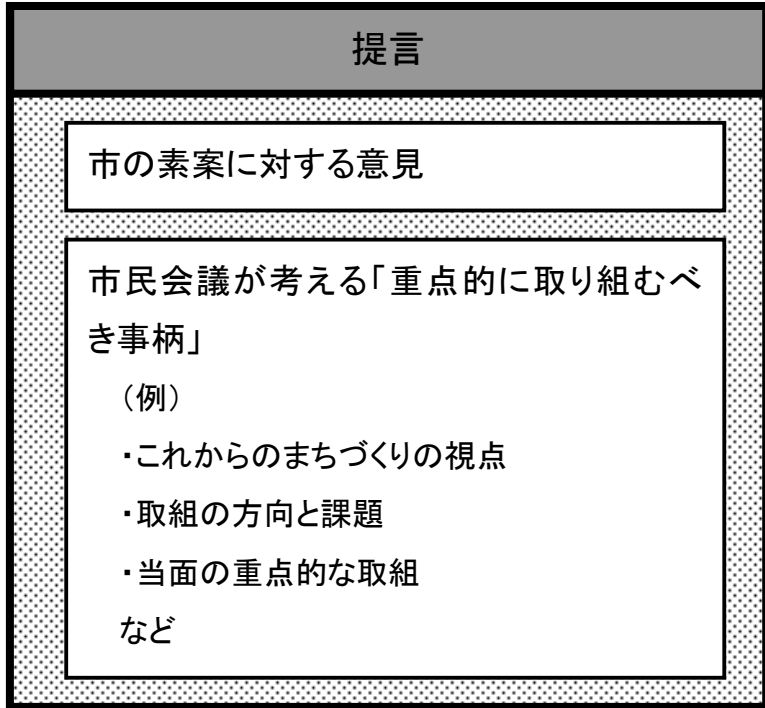 提言
市の素案に対する意見
市民会議が考える「重点的に取り組むべ
き事柄」
（例）
・これからのまちづくりの視点
・取組の方向と課題
・当面の重点的な取組
など